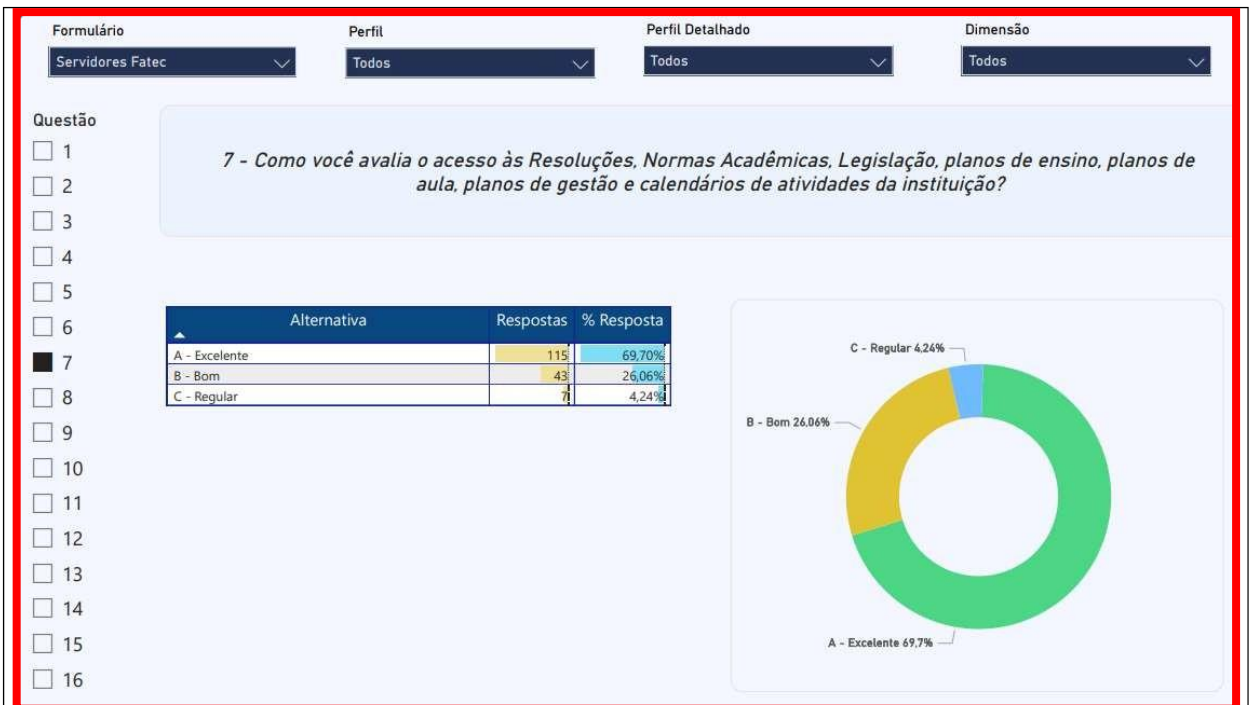 Formulário
Perfil
Perfil Detalhado
Dimensão
Servidores Fatec
Todos
Todos
Todos
Questão
1
2
3
4
5
6
7
8
9
10
11
12
13
14
15
16
7 - Como você avalia o acesso às Resoluções, Normas Acadêmicas, Legislação, planos de ensino, planos de
aula, planos de gestão e calendários de atividades da instituição?
Alternativa Respostas % Resposta
A - Excelente 115 69,70%
B - Bom 43 26,06%
C - Regular 7 4,24%
C - Regular 4,24%
B - Bom 26,06%
A - Excelente 69,7%